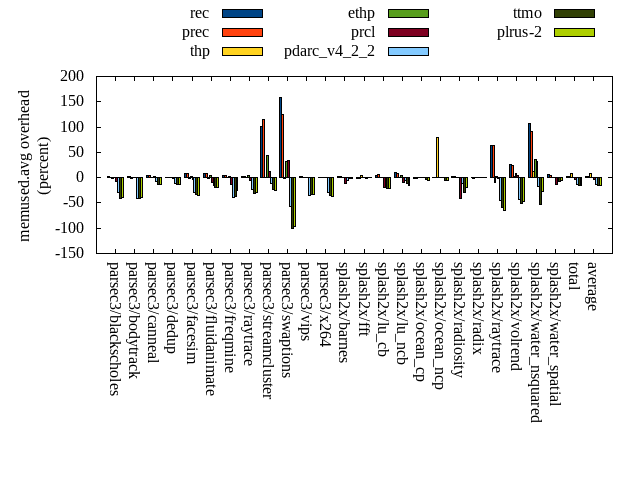 rec
prec
thp
ethp
prcl
pdarc_v4_2_2
ttmo
plrus-2
memused.avg overhead
(percent)
200
150
100
50
0
-50
-100
-150
parsec3/blackscholes
parsec3/bodytrack
parsec3/canneal
parsec3/dedup
parsec3/facesim
parsec3/fluidanimate
parsec3/freqmine
parsec3/raytrace
parsec3/streamcluster
parsec3/swaptions
parsec3/vips
parsec3/x264
splash2x/barnes
splash2x/fft
splash2x/lu_cb
splash2x/lu_ncb
splash2x/ocean_cp
splash2x/ocean_ncp
splash2x/radiosity
splash2x/radix
splash2x/raytrace
splash2x/volrend
splash2x/water_nsquared
splash2x/water_spatial
total
average